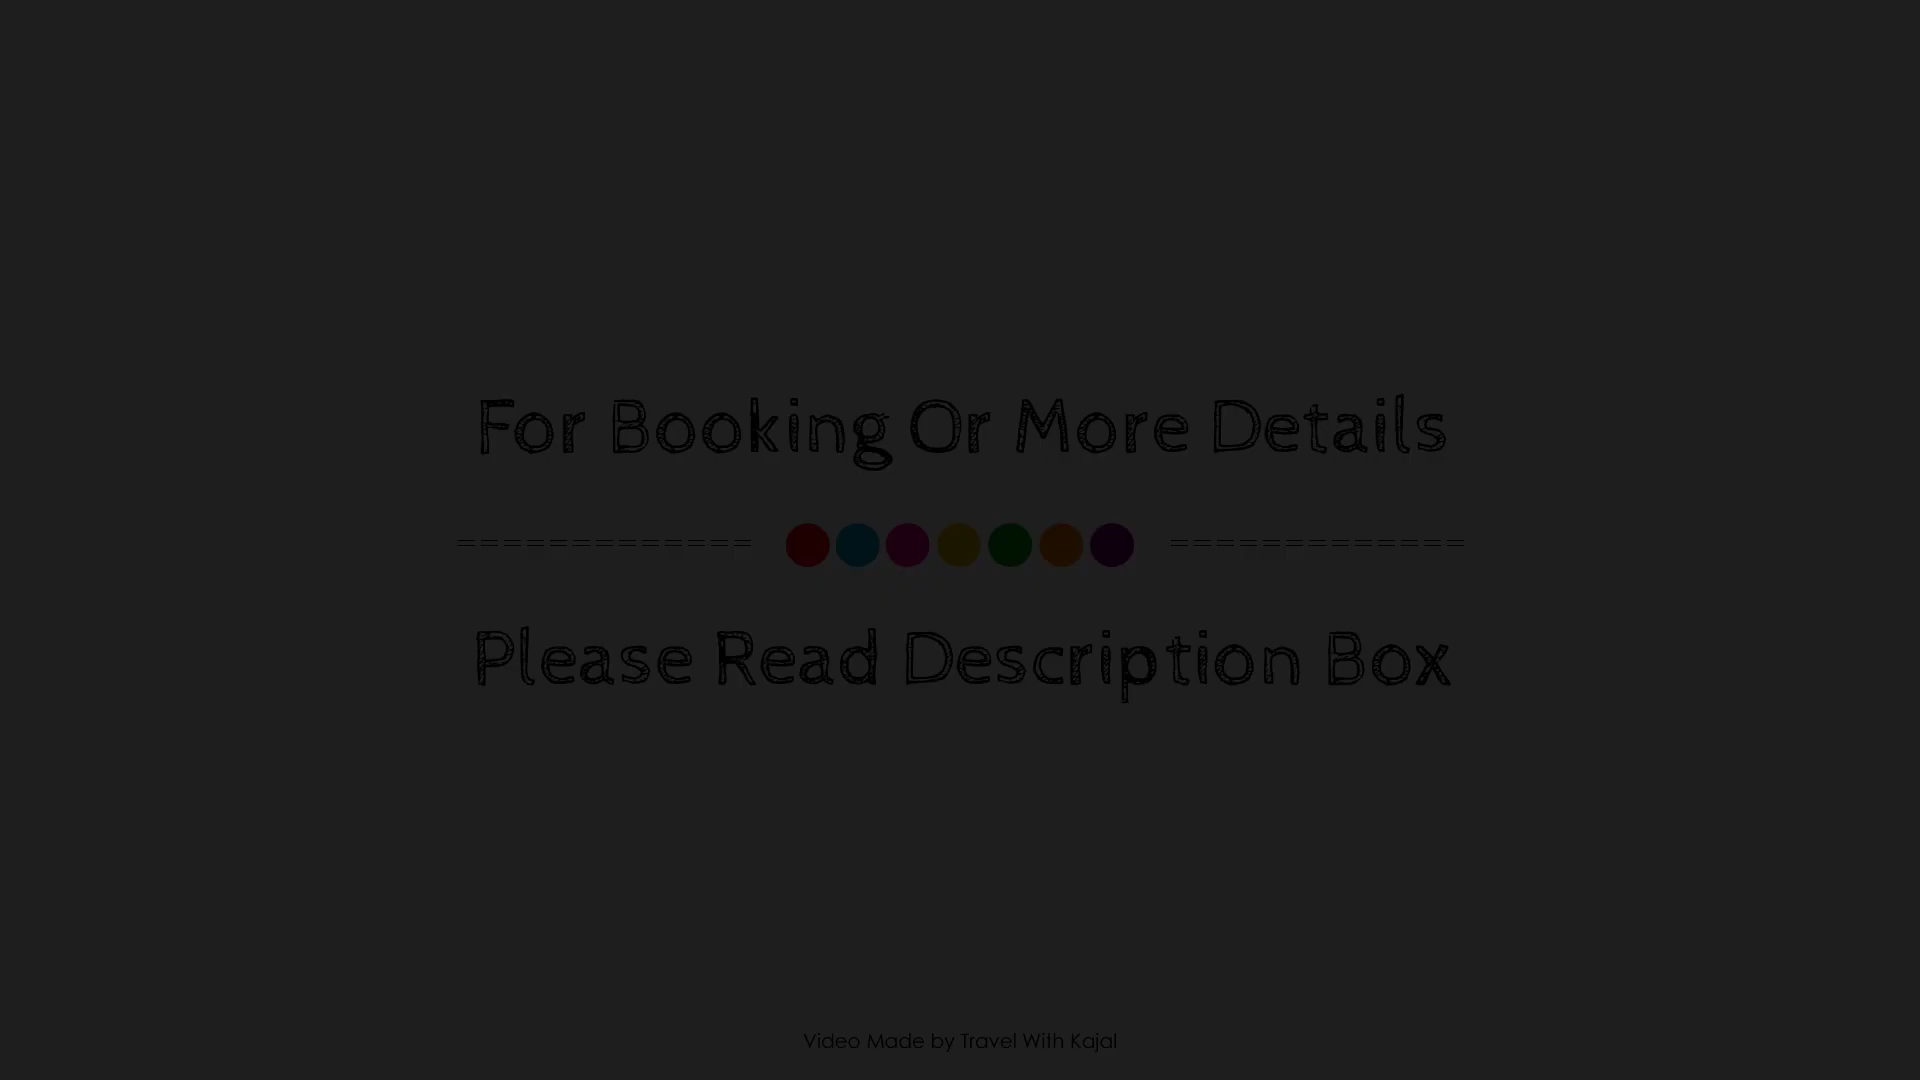 For Booking Or More Details
============= =============
Please Read Description Box
Video Made by Travel With Kajal